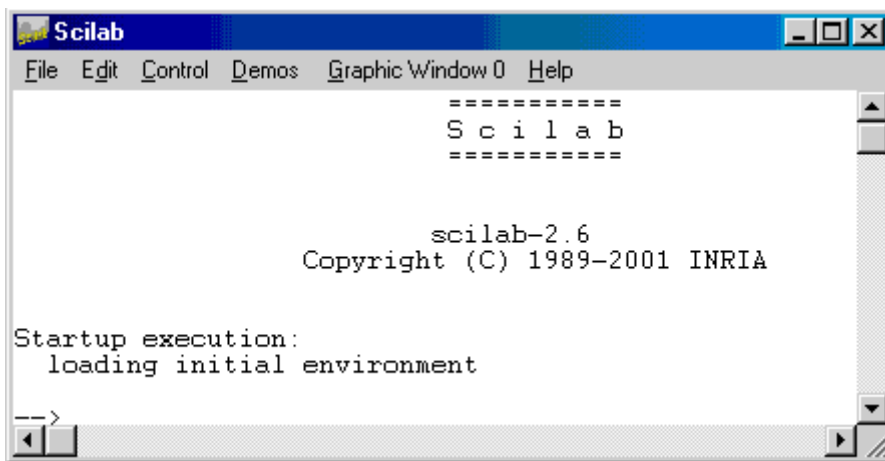 Scilab
File Edit Control Demos Graphic Window 0 Help
===========
S c i l a b
===========
scilab-2.6
Copyright (C) 1989-2001 INRIA
Startup execution:
loading initial environment
-->